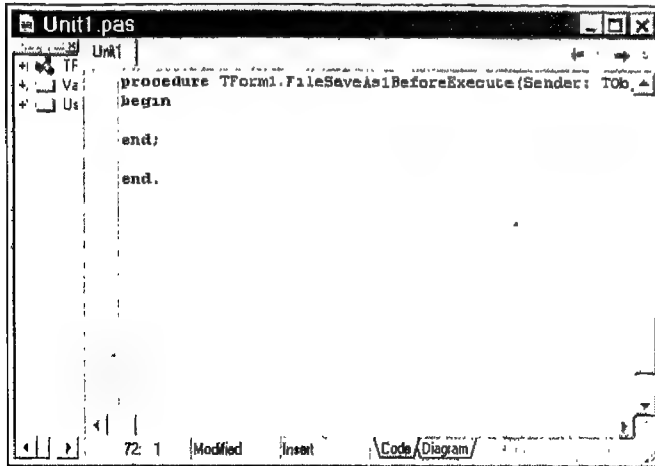 Unit1.pas
Unit1
TF
Va
Us
procedure TForm1.FileSaveAs1BeforeExecute(Sender: TOb
begin
end;
end.
72: 1 Modified Insert Code Diagram